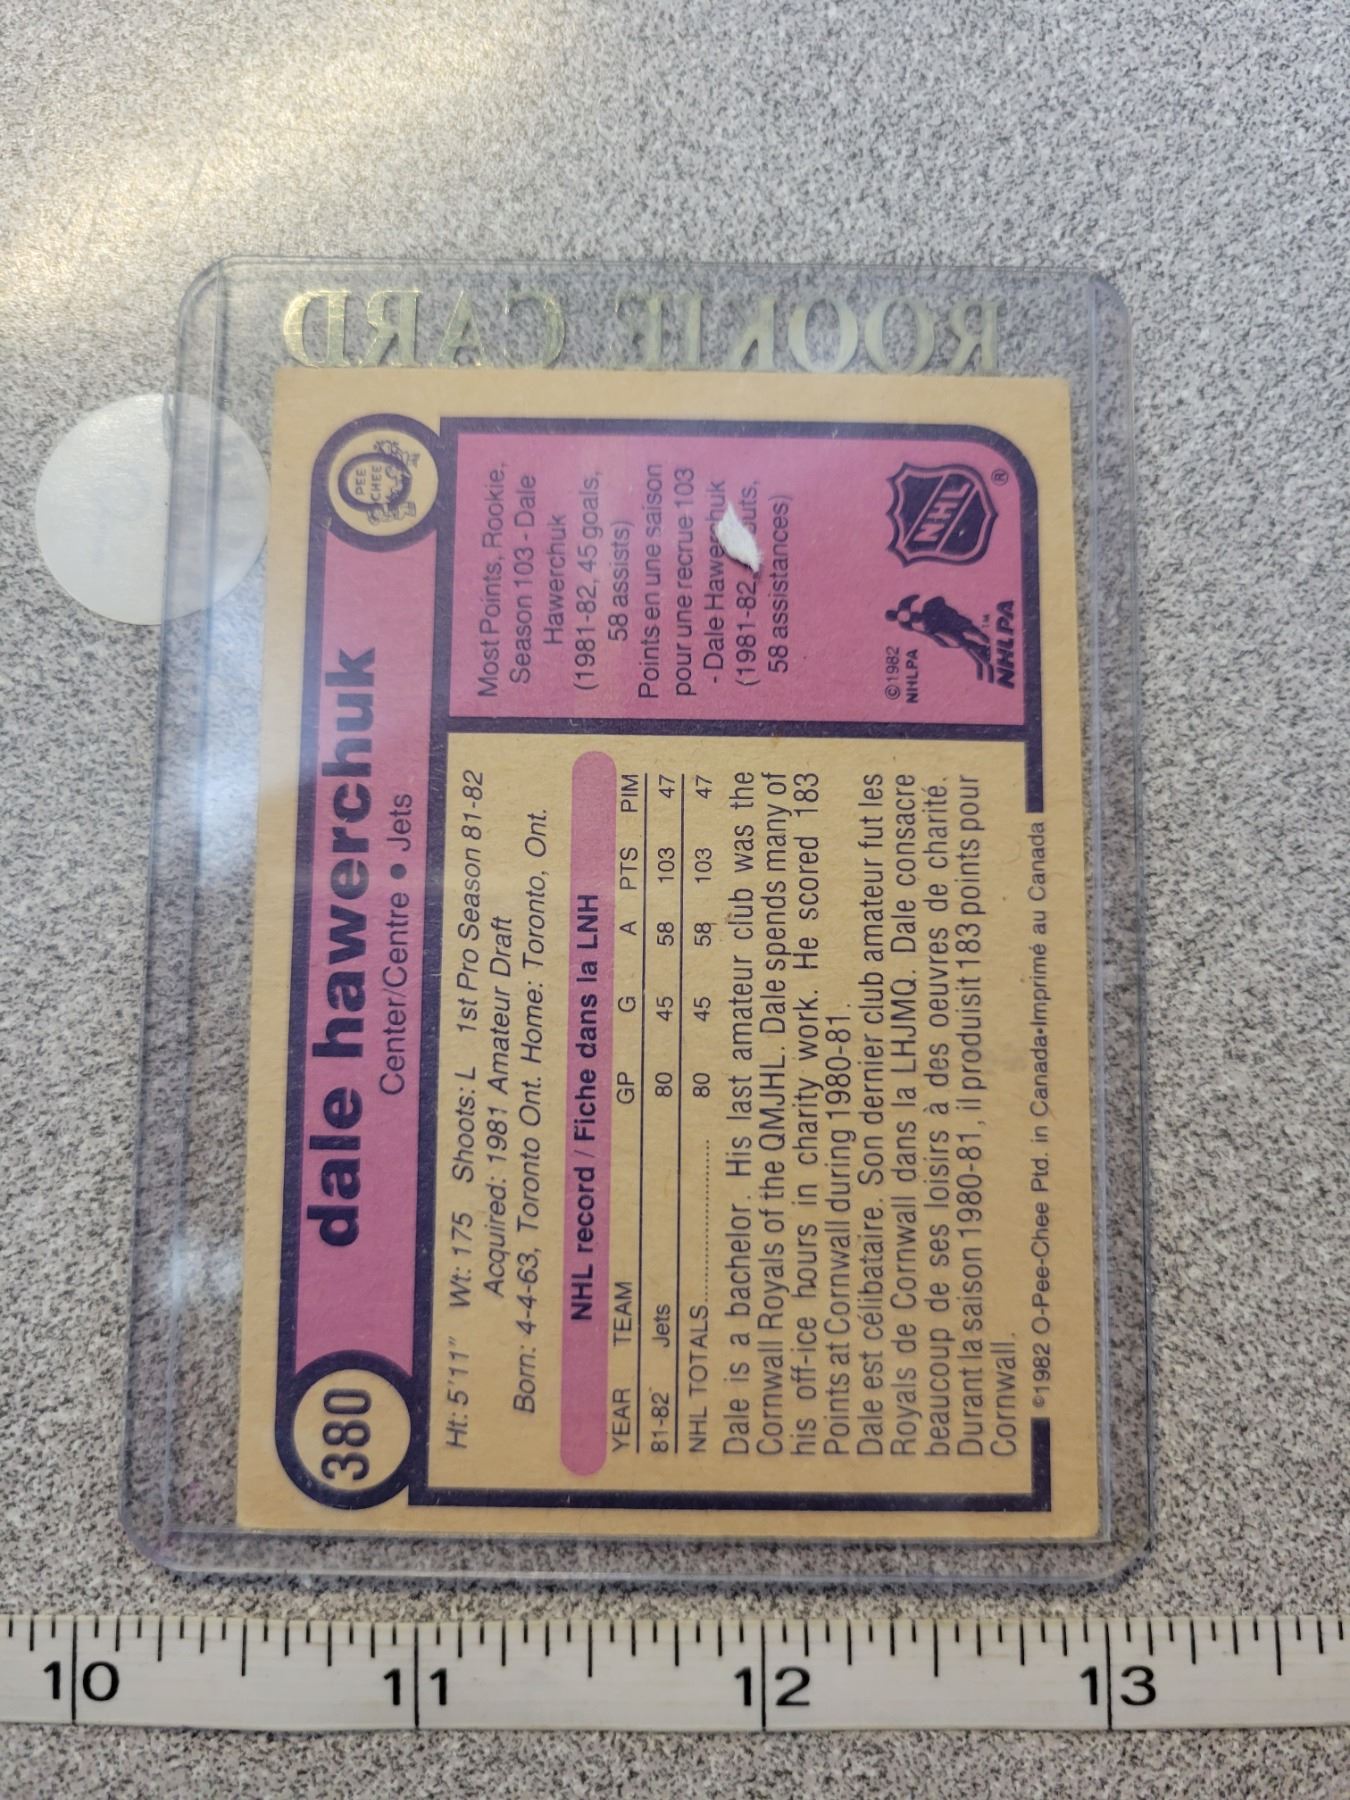 ROOKIE CARD
380
dale hawerchuk
Center/Centre • Jets
O
PEE
CHEE
Ht: 5'11" Wt: 175 Shoots: L 1st Pro Season 81-82
Acquired: 1981 Amateur Draft
Born: 4-4-63, Toronto Ont. Home: Toronto, Ont.
NHL record / Fiche dans la LNH
YEAR TEAM GP G A PTS PIM
81-82 Jets 80 45 58 103 47
NHL TOTALS.................... 80 45 58 103 47
Dale is a bachelor. His last amateur club was the
Cornwall Royals of the QMJHL. Dale spends many of
his off-ice hours in charity work. He scored 183
Points at Cornwall during 1980-81.
Dale est célibataire. Son dernier club amateur fut les
Royals de Cornwall dans la LHJMQ. Dale consacre
beaucoup de ses loisirs à des oeuvres de charité.
Durant la saison 1980-81, il produisit 183 points pour
Cornwall.
©1982 O-Pee-Chee Ptd. in Canada•Imprimé au Canada
Most Points, Rookie,
Season 103 - Dale
Hawerchuk
(1981-82, 45 goals,
58 assists)
Points en une saison
pour une recrue 103
- Dale Hawerchuk
(1981-82,
58 assistances)
©1982
NHLPA
NHLPA™
NHL®
10 11 12 13